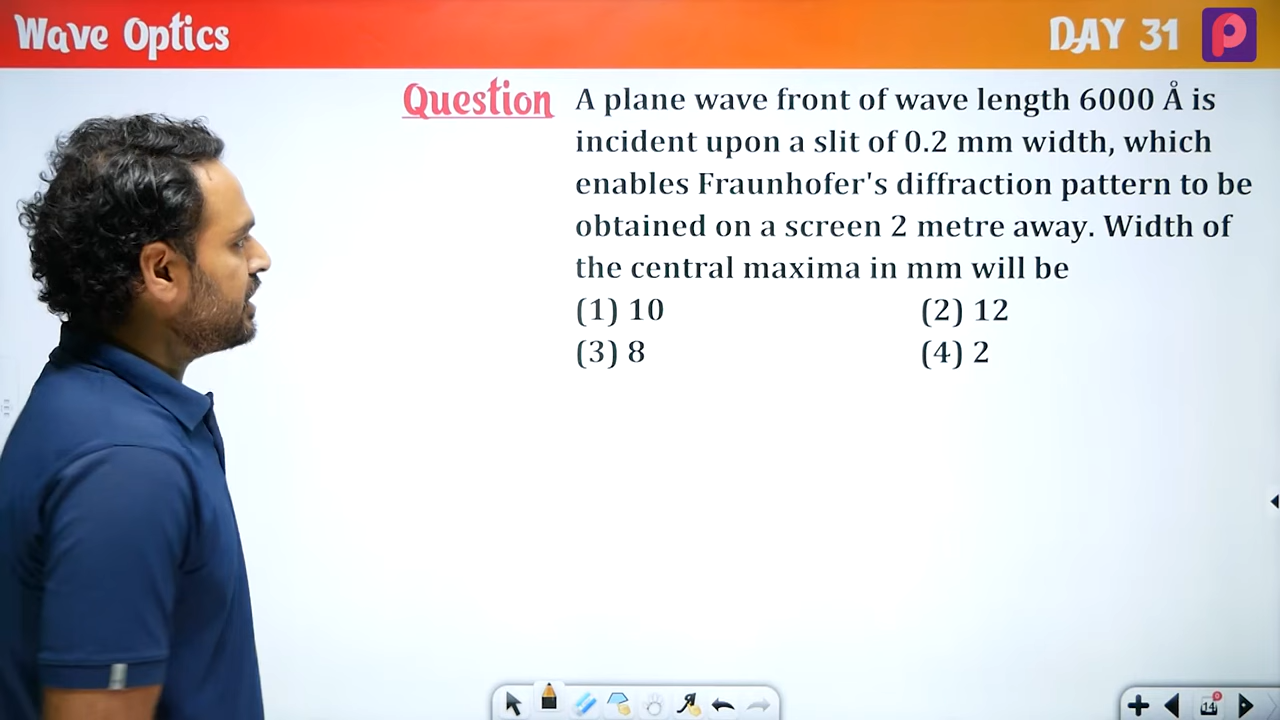 Wave Optics
DAY 31
Question
A plane wave front of wave length 6000 Å is
incident upon a slit of 0.2 mm width, which
enables Fraunhofer's diffraction pattern to be
obtained on a screen 2 metre away. Width of
the central maxima in mm will be
(1) 10 (2) 12
(3) 8 (4) 2
14